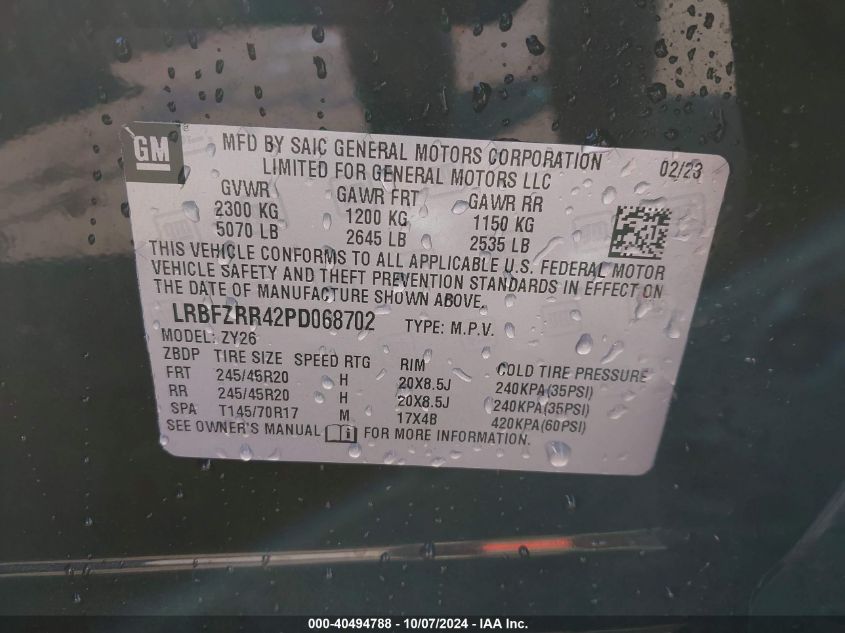 GM
MFD BY SAIC GENERAL MOTORS CORPORATION
LIMITED FOR GENERAL MOTORS LLC
02/23
GVWR GAWR FRT GAWR RR
2300 KG 1200 KG 1150 KG
5070 LB 2645 LB 2535 LB
THIS VEHICLE CONFORMS TO ALL APPLICABLE U.S. FEDERAL MOTOR
VEHICLE SAFETY AND THEFT PREVENTION STANDARDS IN EFFECT ON
THE DATE OF MANUFACTURE SHOWN ABOVE.
LRBFZRR42PD068702 TYPE: M.P.V.
MODEL: ZY26
ZBDP TIRE SIZE SPEED RTG RIM COLD TIRE PRESSURE
FRT 245/45R20 H 20X8.5J 240KPA(35PSI)
RR 245/45R20 H 20X8.5J 240KPA(35PSI)
SPA T145/70R17 M 17X4B 420KPA(60PSI)
SEE OWNER'S MANUAL FOR MORE INFORMATION.
000-40494788 - 10/07/2024 - IAA Inc.